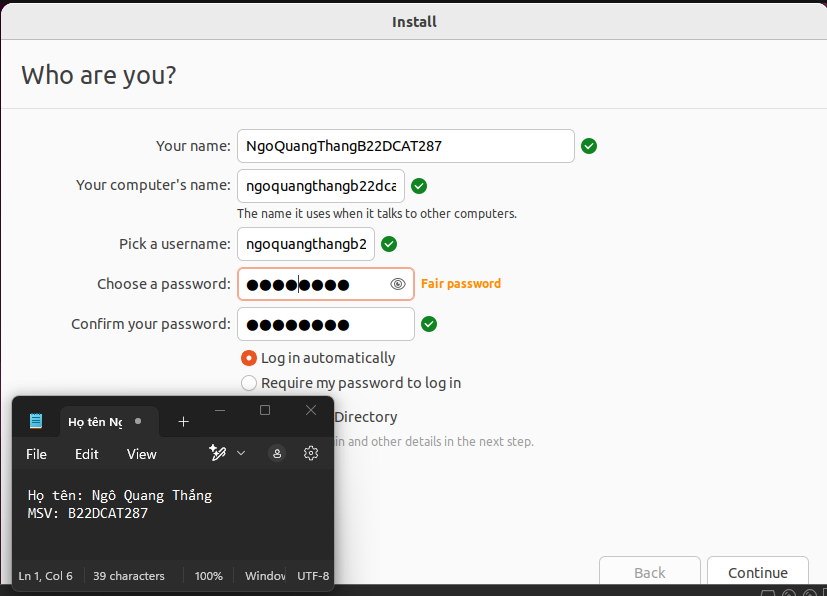 Install
Who are you?
Your name: NgoQuangThangB22DCAT287
Your computer's name: ngoquangthangb22dca
The name it uses when it talks to other computers.
Pick a username: ngoquangthangb2
Choose a password: ●●●●●●●● Fair password
Confirm your password: ●●●●●●●●
Log in automatically
Require my password to log in
Directory
in and other details in the next step.
Họ tên Ng
File Edit View
Họ tên: Ngô Quang Thắng
MSV: B22DCAT287
Ln 1, Col 6 39 characters 100% Window UTF-8
Back Continue